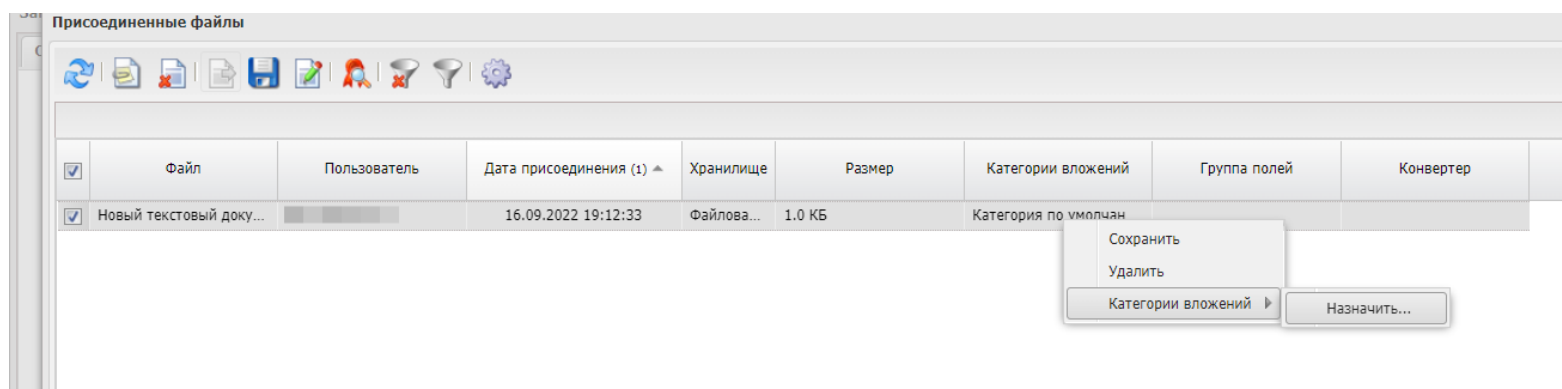 Присоединенные файлы
Файл Пользователь Дата присоединения (1) Хранилище Размер Категории вложений Группа полей Конвертер
Новый текстовый доку... 16.09.2022 19:12:33 Файлова... 1.0 КБ Категория по умолчан
Сохранить
Удалить
Категории вложений
Назначить...